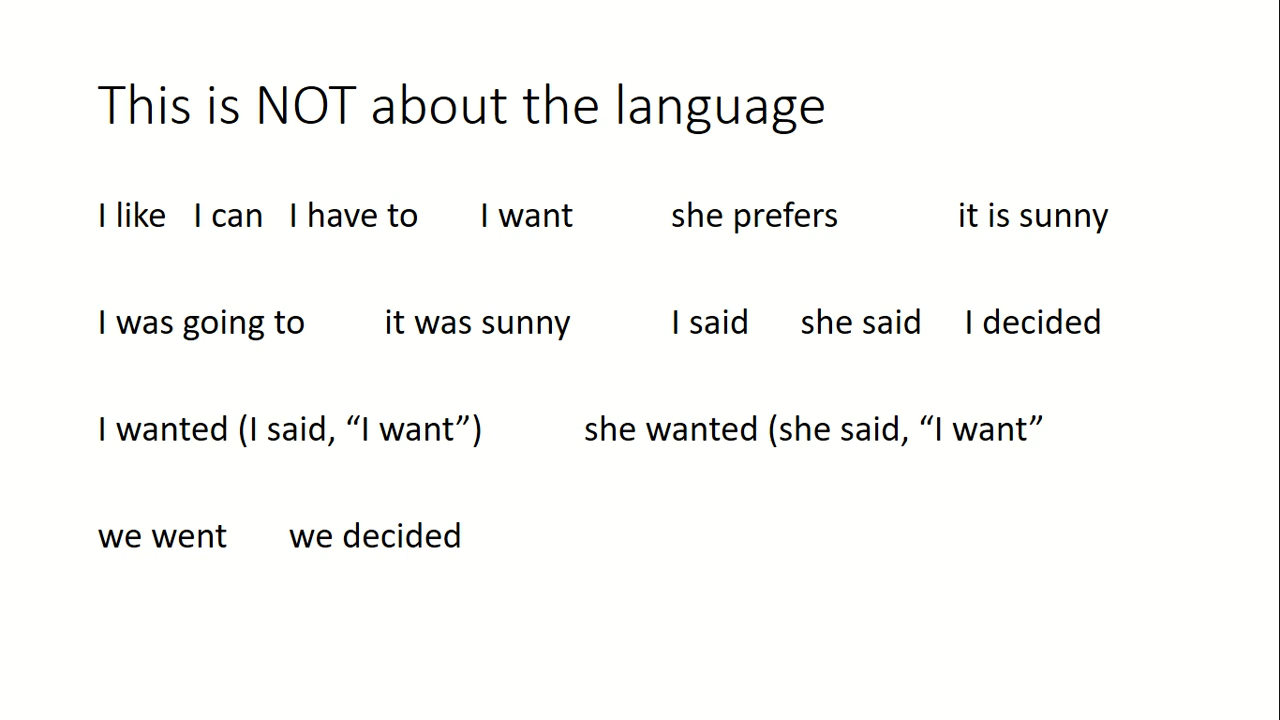 This is NOT about the language
I like I can I have to I want she prefers it is sunny
I was going to it was sunny I said she said I decided
I wanted (I said, “I want”) she wanted (she said, “I want”
we went we decided